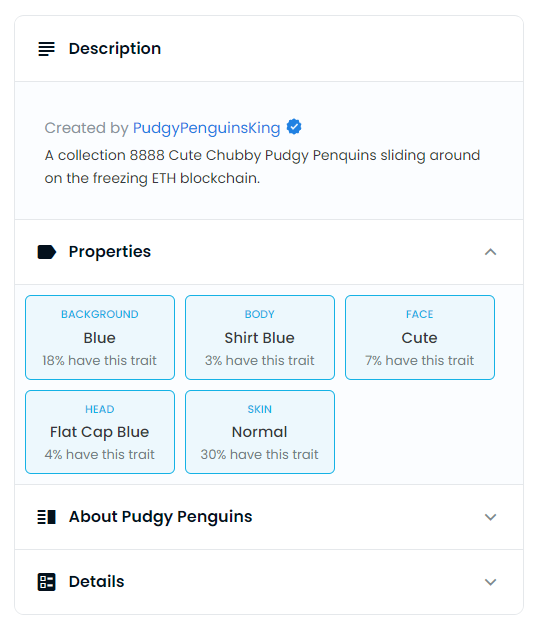 Description
Created by PudgyPenguinsKing
A collection 8888 Cute Chubby Pudgy Penquins sliding around
on the freezing ETH blockchain.
Properties
BACKGROUND
Blue
18% have this trait
BODY
Shirt Blue
3% have this trait
FACE
Cute
7% have this trait
HEAD
Flat Cap Blue
4% have this trait
SKIN
Normal
30% have this trait
About Pudgy Penguins
Details